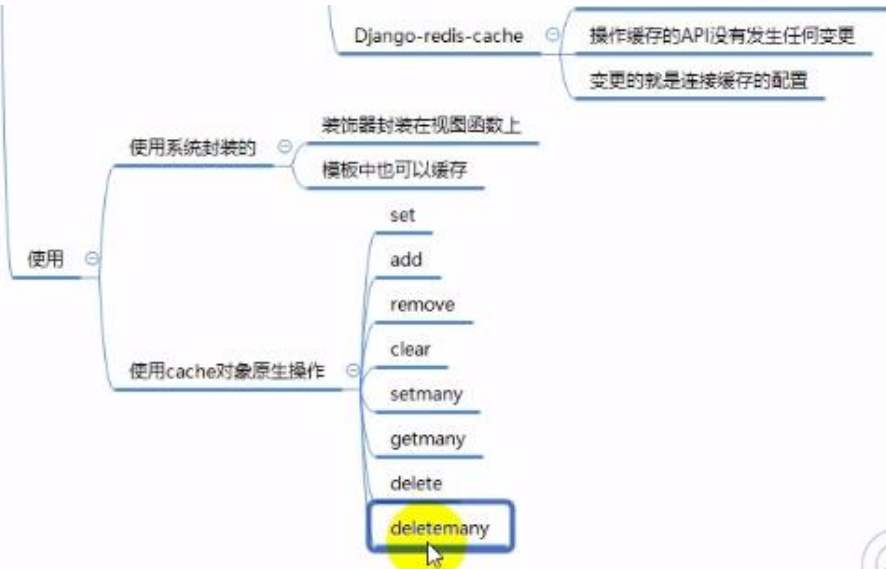 Django-redis-cache
操作缓存的API没有发生任何变更
变更的就是连接缓存的配置
使用
使用系统封装的
装饰器封装在视图函数上
模板中也可以缓存
使用cache对象原生操作
set
add
remove
clear
setmany
getmany
delete
deletemany